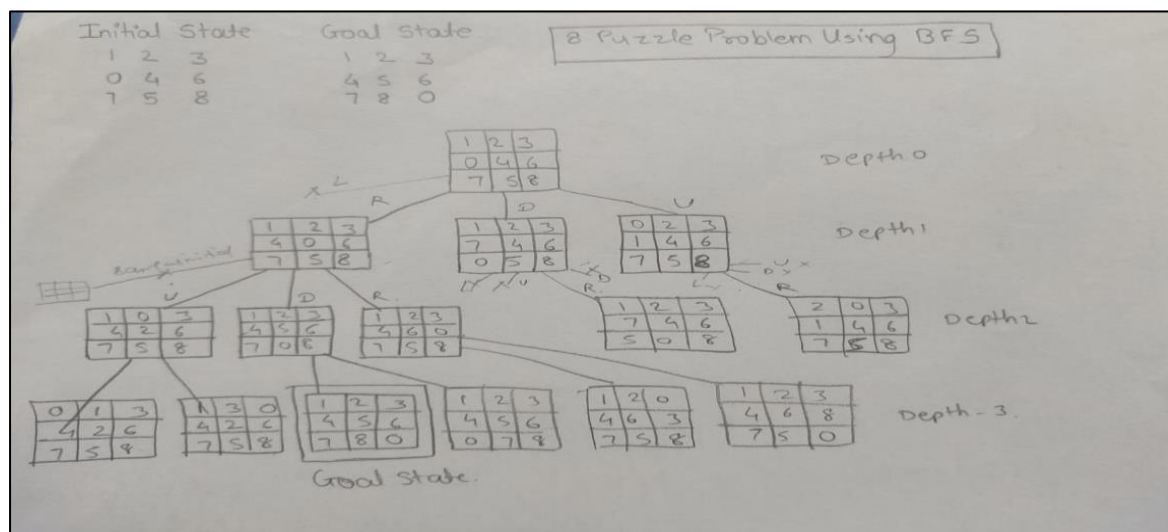 Initial State Goal State 8 Puzzle Problem Using BFS
1 2 3 1 2 3
0 4 6 4 5 6
7 5 8 7 8 0
1 2 3
0 4 6
7 5 8
Depth 0
X L
R
D
U
1 2 3 1 2 3 0 2 3
4 0 6 7 4 6 1 4 6
7 5 8 0 5 8 7 5 8
Depth 1
same initial
U D R
R. R
1 0 3 1 2 3 1 2 3 1 2 3 2 0 3
4 2 6 4 5 6 4 6 0 7 4 6 1 4 6
7 5 8 7 0 8 7 5 8 5 0 8 7 5 8
Depth 2
0 1 3 1 3 0 1 2 3 1 2 3 1 2 0 1 2 3
4 2 6 4 2 6 4 5 6 4 5 6 4 6 3 4 6 8
7 5 8 7 5 8 7 8 0 0 7 8 7 5 8 7 5 0
Depth - 3.
Goal State.